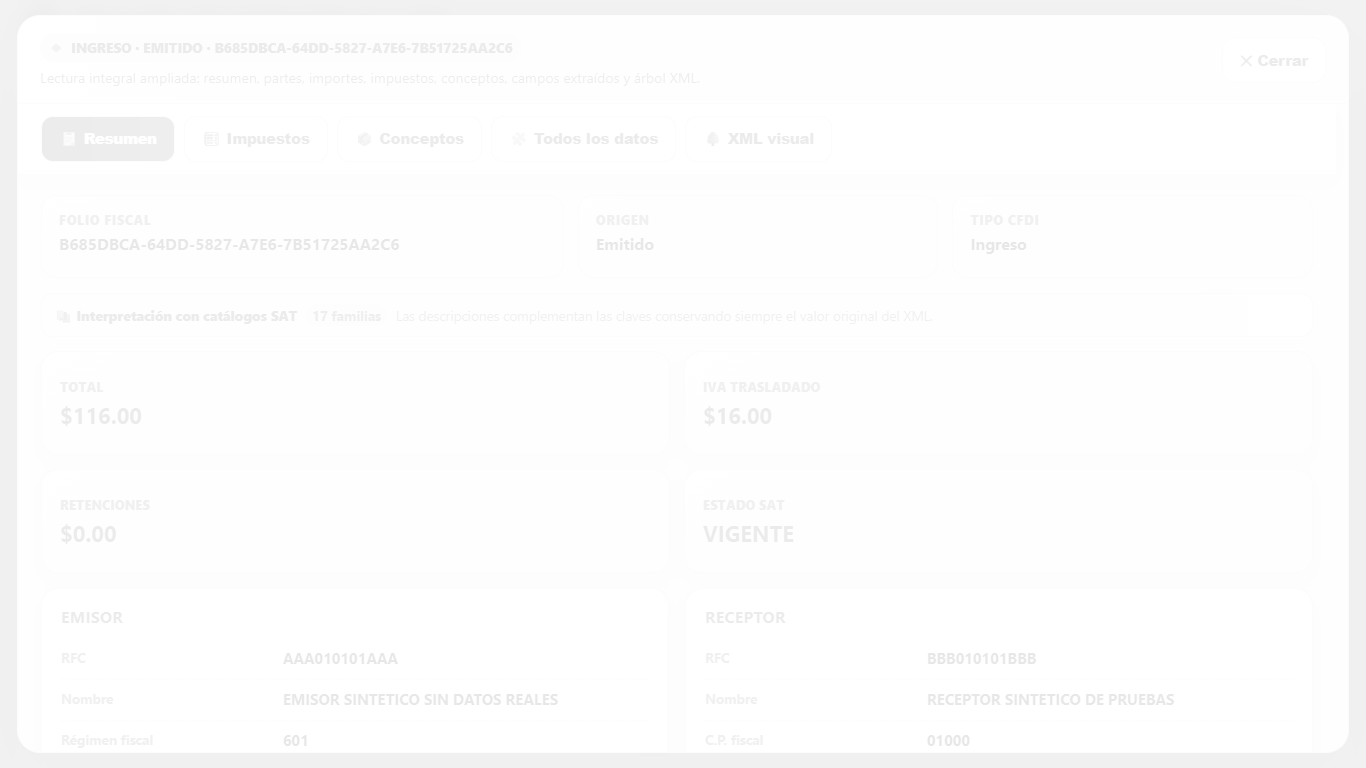 INGRESO · EMITIDO · B685DBCA-64DD-5827-A7E6-7B51725AA2C6
Lectura integral ampliada: resumen, partes, importes, impuestos, conceptos, campos extraídos y árbol XML.
× Cerrar
Resumen
Impuestos
Conceptos
Todos los datos
XML visual
FOLIO FISCAL
B685DBCA-64DD-5827-A7E6-7B51725AA2C6
ORIGEN
Emitido
TIPO CFDI
Ingreso
Interpretación con catálogos SAT 17 familias Las descripciones complementan las claves conservando siempre el valor original del XML.
TOTAL
$116.00
IVA TRASLADADO
$16.00
RETENCIONES
$0.00
ESTADO SAT
VIGENTE
EMISOR
RFC AAA010101AAA
Nombre EMISOR SINTETICO SIN DATOS REALES
Régimen fiscal 601
RECEPTOR
RFC BBB010101BBB
Nombre RECEPTOR SINTETICO DE PRUEBAS
C.P. fiscal 01000